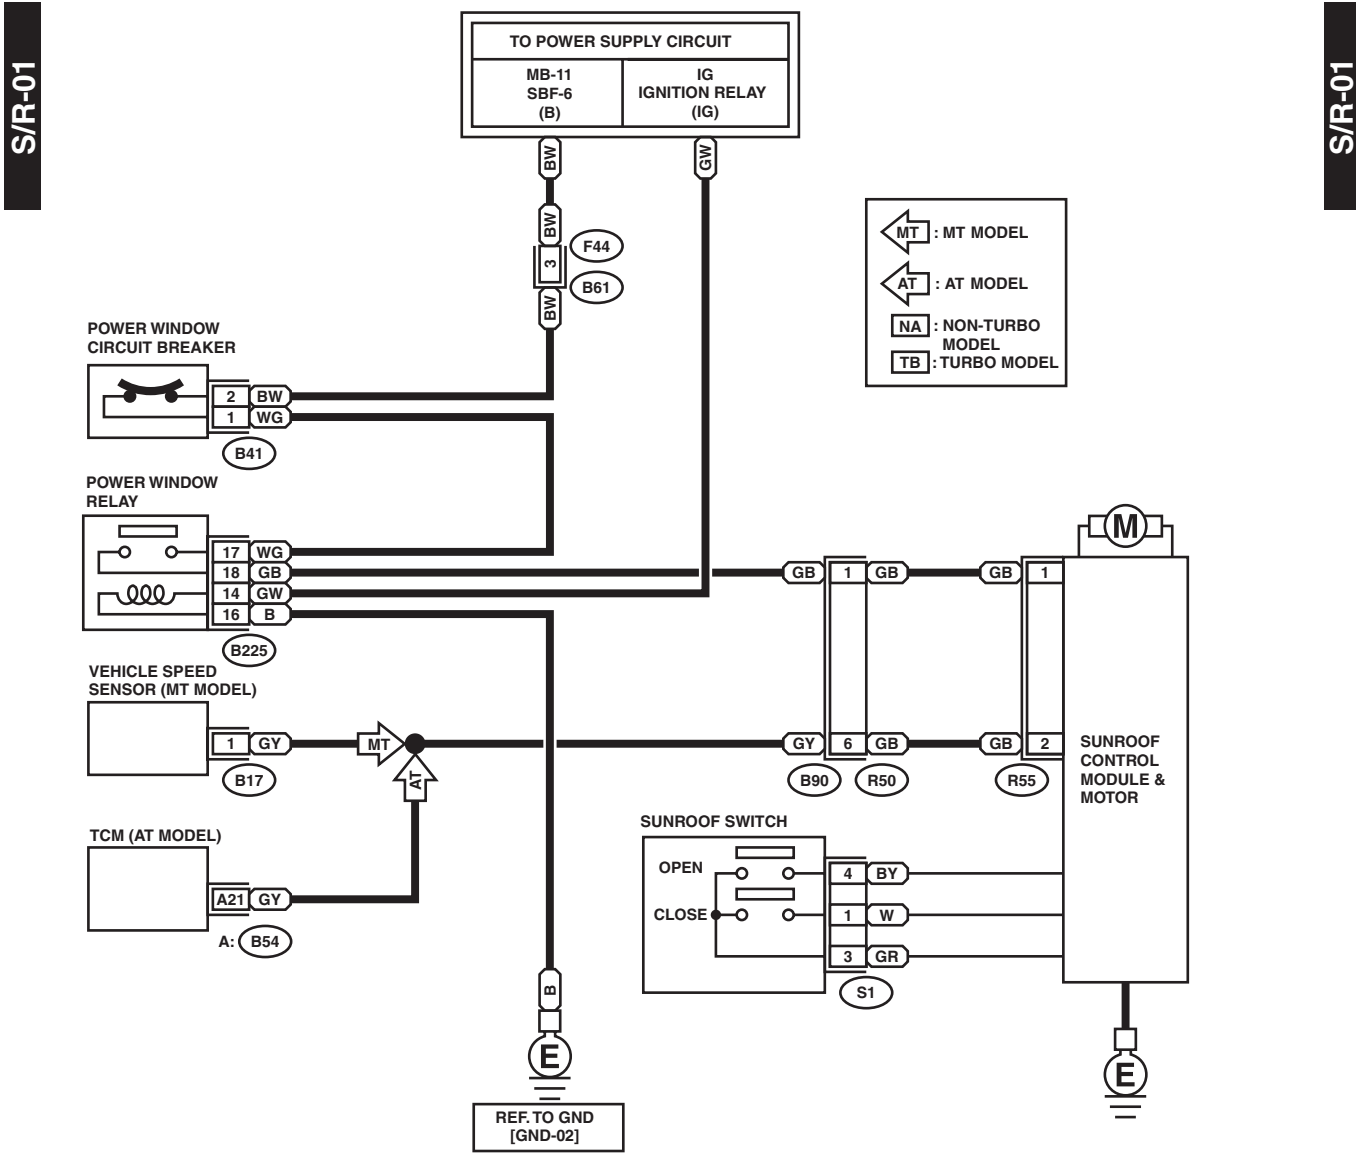 S/R-01
S/R-01
TO POWER SUPPLY CIRCUIT
MB-11
SBF-6
(B)
IG
IGNITION RELAY
(IG)
BW
GW
BW
3
F44
B61
BW
MT : MT MODEL
AT : AT MODEL
NA : NON-TURBO
MODEL
TB : TURBO MODEL
POWER WINDOW
CIRCUIT BREAKER
2 BW
1 WG
B41
POWER WINDOW
RELAY
17 WG
18 GB
14 GW
16 B
B225
GB 1 GB
GB 1
M
VEHICLE SPEED
SENSOR (MT MODEL)
1 GY
B17
MT
AT
GY 6 GB
GB 2
B90
R50
R55
SUNROOF
CONTROL
MODULE &
MOTOR
TCM (AT MODEL)
A21 GY
A: B54
SUNROOF SWITCH
OPEN
CLOSE
4 BY
1 W
3 GR
S1
B
E
REF. TO GND
[GND-02]
E